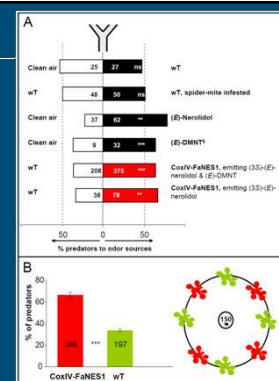 A
Clean air 25 27 ns wT
wT 48 50 ns wT, spider-mite infested
Clean air 37 62 ** (E)-Nerolidol
Clean air 9 32 *** (E)-DMNT$
wT 208 375 *** CoxIV-FaNES1, emitting (3S)-(E)-
nerolidol & (E)-DMNT
wT 38 78 ** CoxIV-FaNES1, emitting (3S)-(E)-
nerolidol
50 0 50
% predators to odor sources
B
% of predators
80
60
40
20
0
*** 197
150
CoxIV-FaNES1 wT